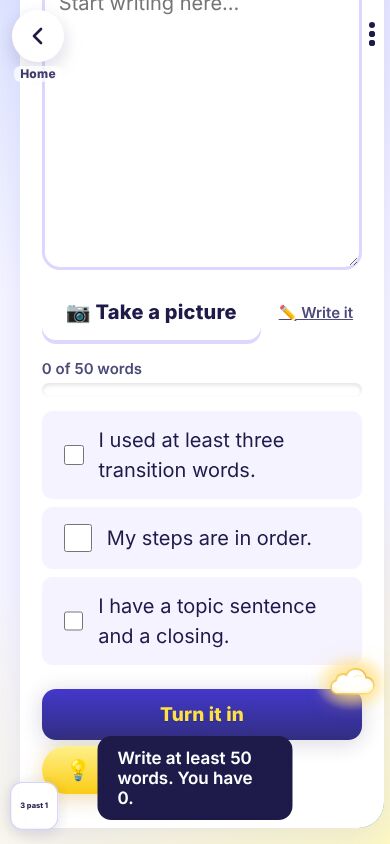 Start writing here...
Home
📷 Take a picture
✏️ Write it
0 of 50 words
I used at least three
transition words.
My steps are in order.
I have a topic sentence
and a closing.
Turn it in
Write at least 50
words. You have
0.
3 past 1